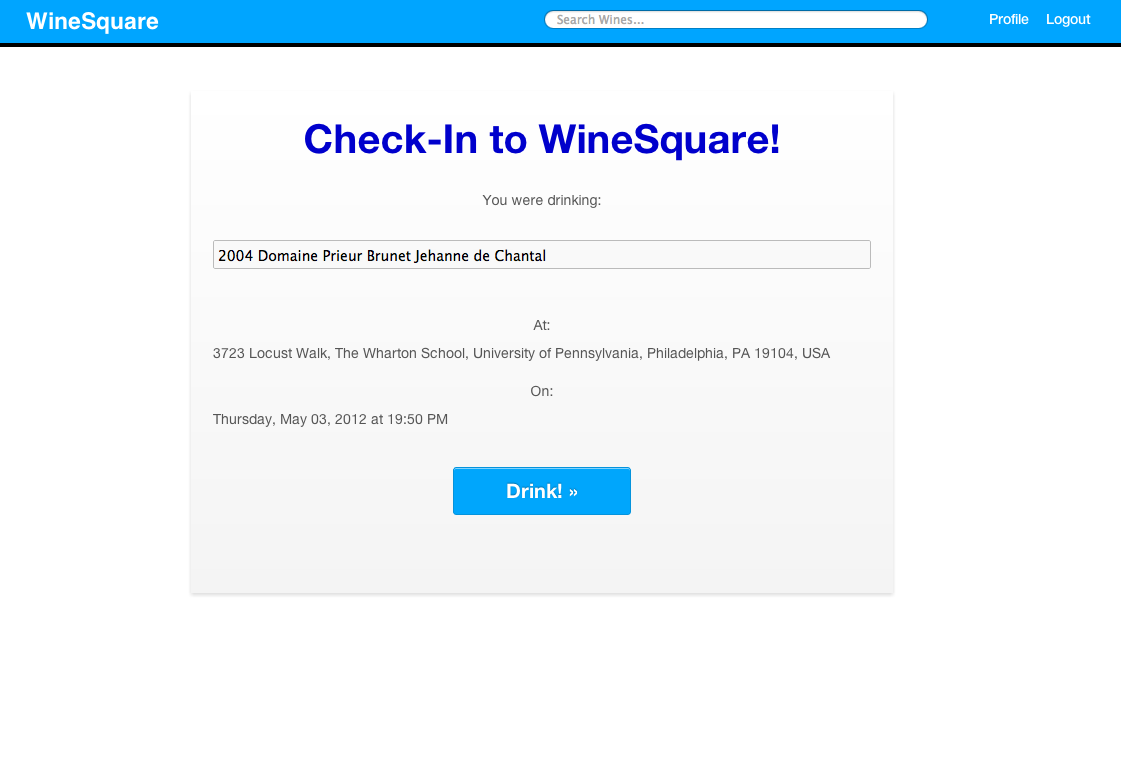 WineSquare
Search Wines...
Profile
Logout
Check-In to WineSquare!
You were drinking:
2004 Domaine Prieur Brunet Jehanne de Chantal
At:
3723 Locust Walk, The Wharton School, University of Pennsylvania, Philadelphia, PA 19104, USA
On:
Thursday, May 03, 2012 at 19:50 PM
Drink! »